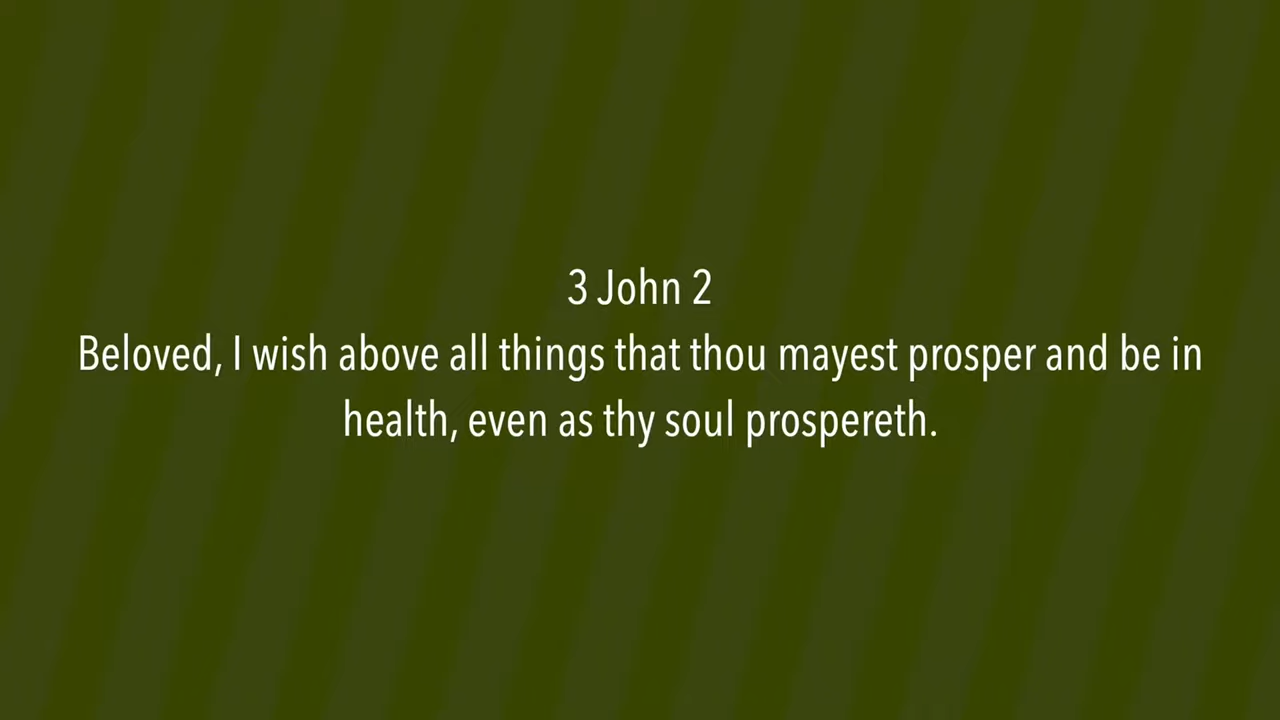 3 John 2
Beloved, I wish above all things that thou mayest prosper and be in
health, even as thy soul prospereth.